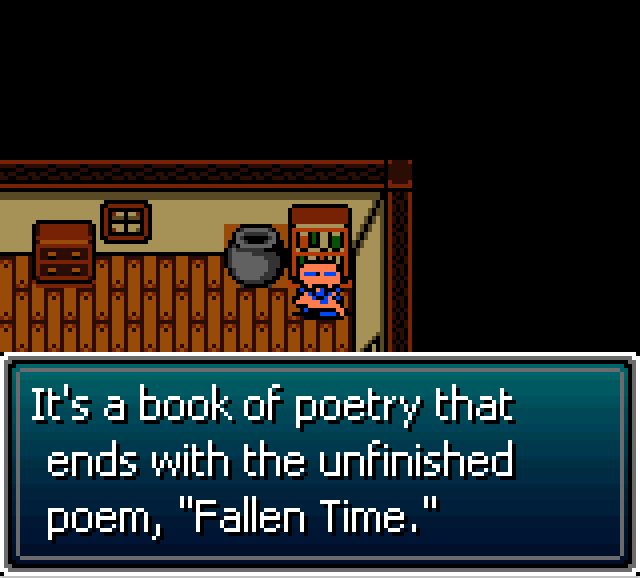 It's a book of poetry that
ends with the unfinished
poem, "Fallen Time."